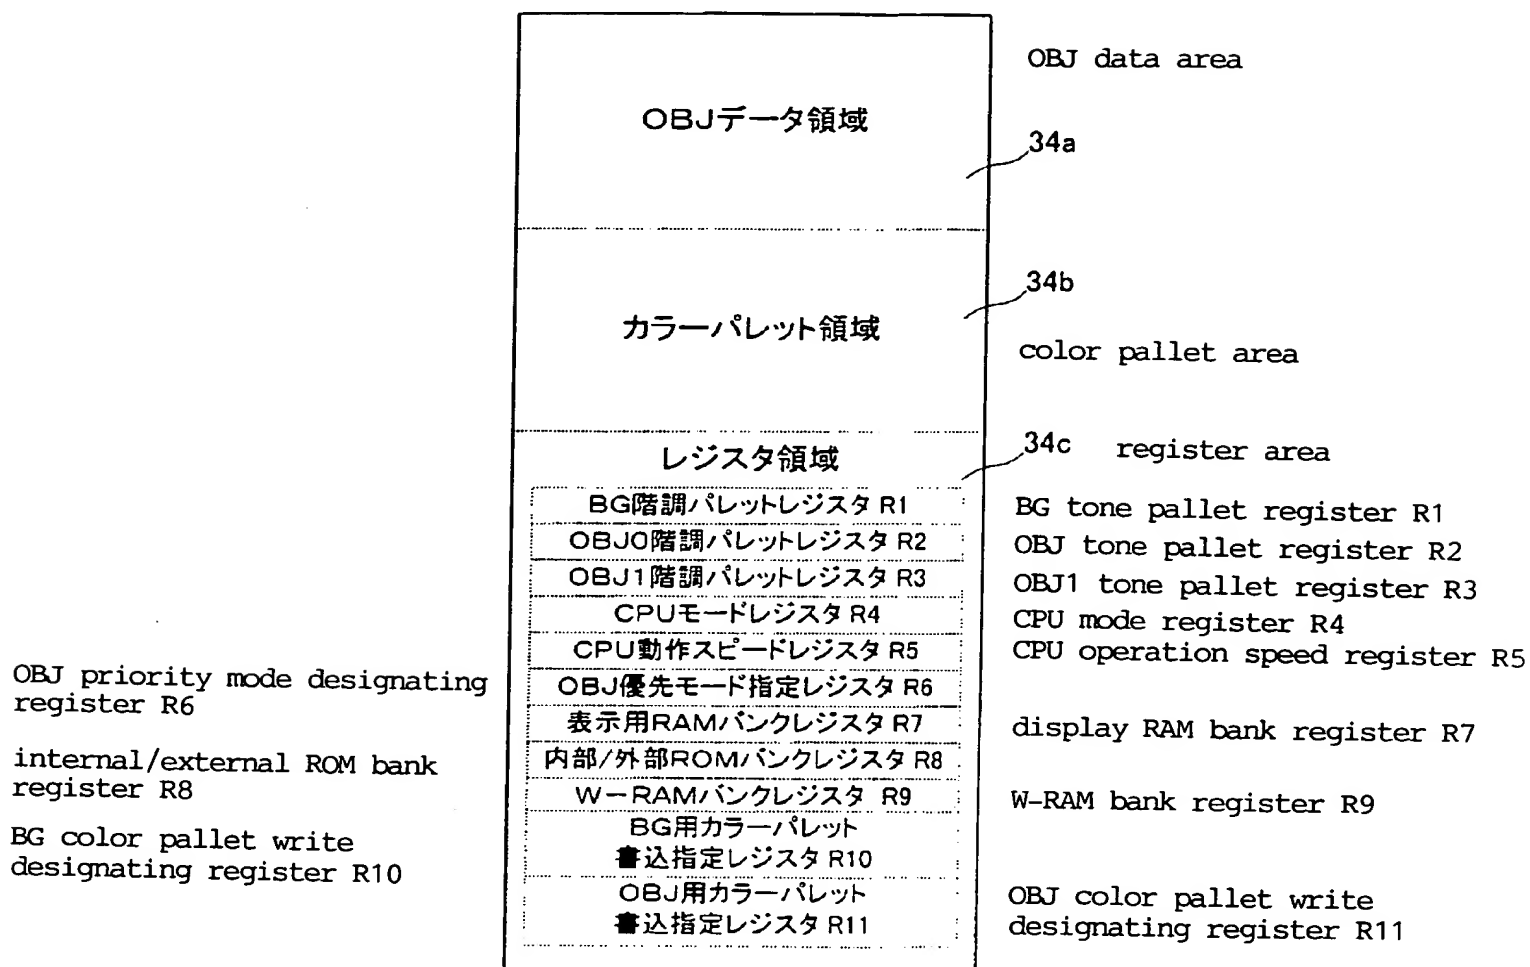 OBJ data area
OBJデータ領域
34a
34b
カラーパレット領域
color pallet area
34c register area
レジスタ領域
BG階調パレットレジスタ R1
BG tone pallet register R1
OBJ0階調パレットレジスタ R2
OBJ tone pallet register R2
OBJ1階調パレットレジスタ R3
OBJ1 tone pallet register R3
CPUモードレジスタ R4
CPU mode register R4
CPU動作スピードレジスタ R5
CPU operation speed register R5
OBJ priority mode designating
register R6
OBJ優先モード指定レジスタ R6
表示用RAMバンクレジスタ R7
display RAM bank register R7
internal/external ROM bank
register R8
内部/外部ROMバンクレジスタ R8
W-RAMバンクレジスタ R9
W-RAM bank register R9
BG color pallet write
designating register R10
BG用カラーパレット
書込指定レジスタ R10
OBJ用カラーパレット
書込指定レジスタ R11
OBJ color pallet write
designating register R11